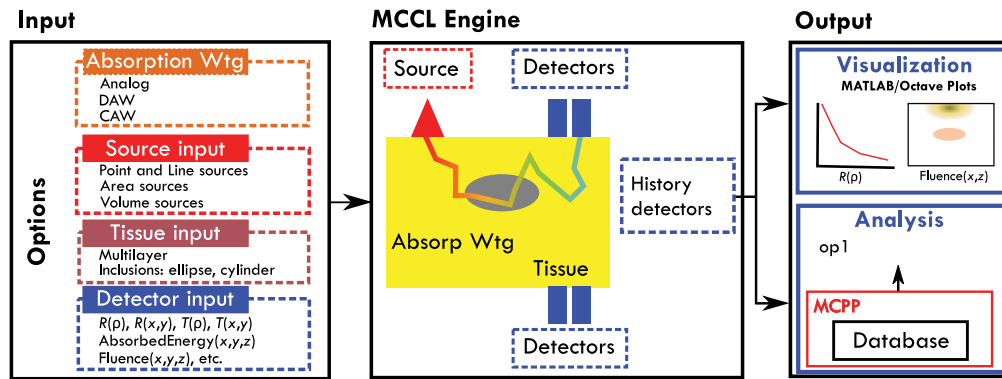 Input
Options
Absorption Wtg
Analog
DAW
CAW
Source input
Point and Line sources
Area sources
Volume sources
Tissue input
Multilayer
Inclusions: ellipse, cylinder
Detector input
R(ρ), R(x,y), T(ρ), T(x,y)
AbsorbedEnergy(x,y,z)
Fluence(x,y,z), etc.
MCCL Engine
Source
Detectors
History
detectors
Absorp Wtg
Tissue
Detectors
Output
Visualization
MATLAB/Octave Plots
R(ρ)
Fluence(x,z)
Analysis
op1
MCPP
Database